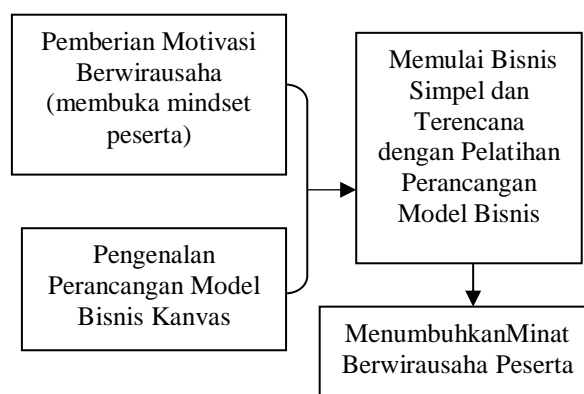 Pemberian Motivasi
Berwirausaha
(membuka mindset
peserta)
Pengenalan
Perancangan Model
Bisnis Kanvas
Memulai Bisnis
Simpel dan
Terencana
dengan Pelatihan
Perancangan
Model Bisnis
MenumbuhkanMinat
Berwirausaha Peserta